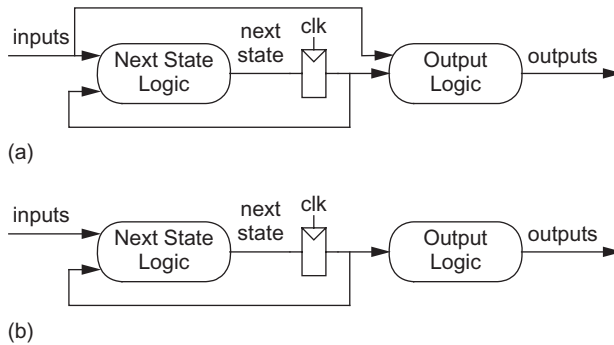 inputs
Next State
Logic
next
state
clk
Output
Logic
outputs
(a)
inputs
Next State
Logic
next
state
clk
Output
Logic
outputs
(b)